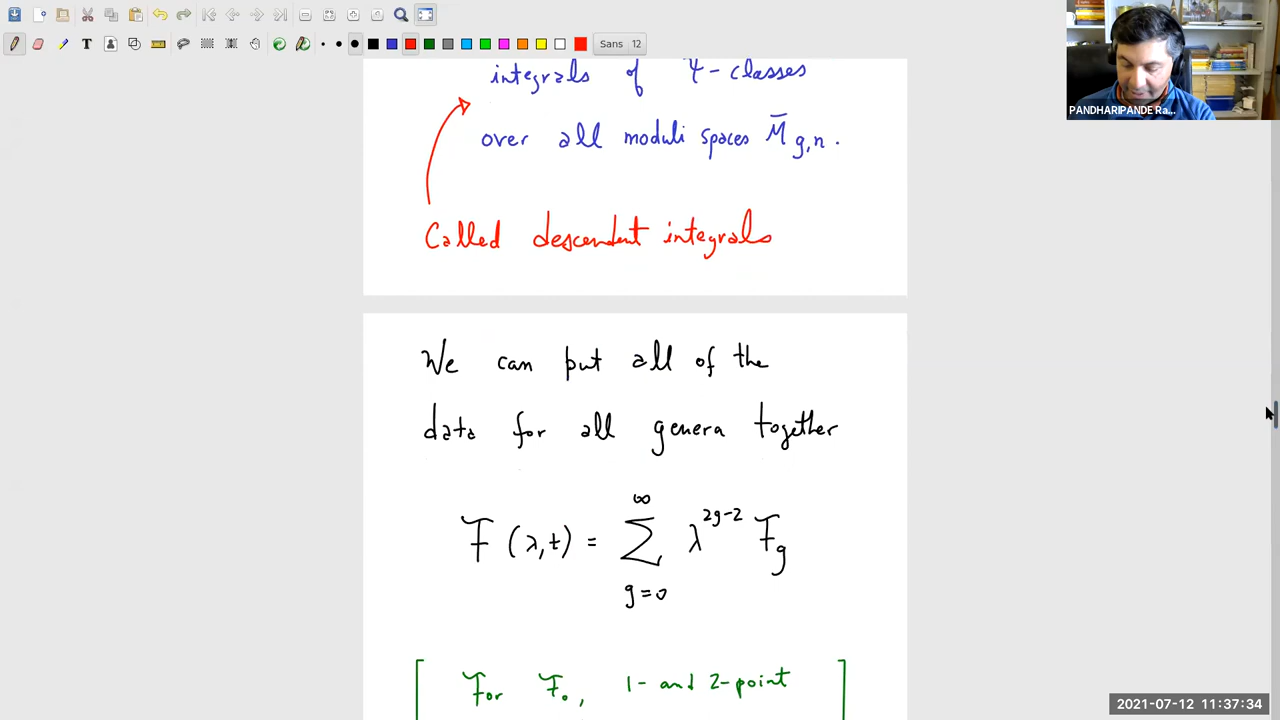 Sans 12
PANDHARIPANDE Ra...
integrals of Ψ-classes
over all moduli spaces M̄g,n.
Called descendent integrals
We can put all of the
data for all genera together
F(λ,t) = ∑_{g=0}^{∞} λ^{2g-2} F_g
For F₀, 1- and 2-point
2021-07-12 11:37:34